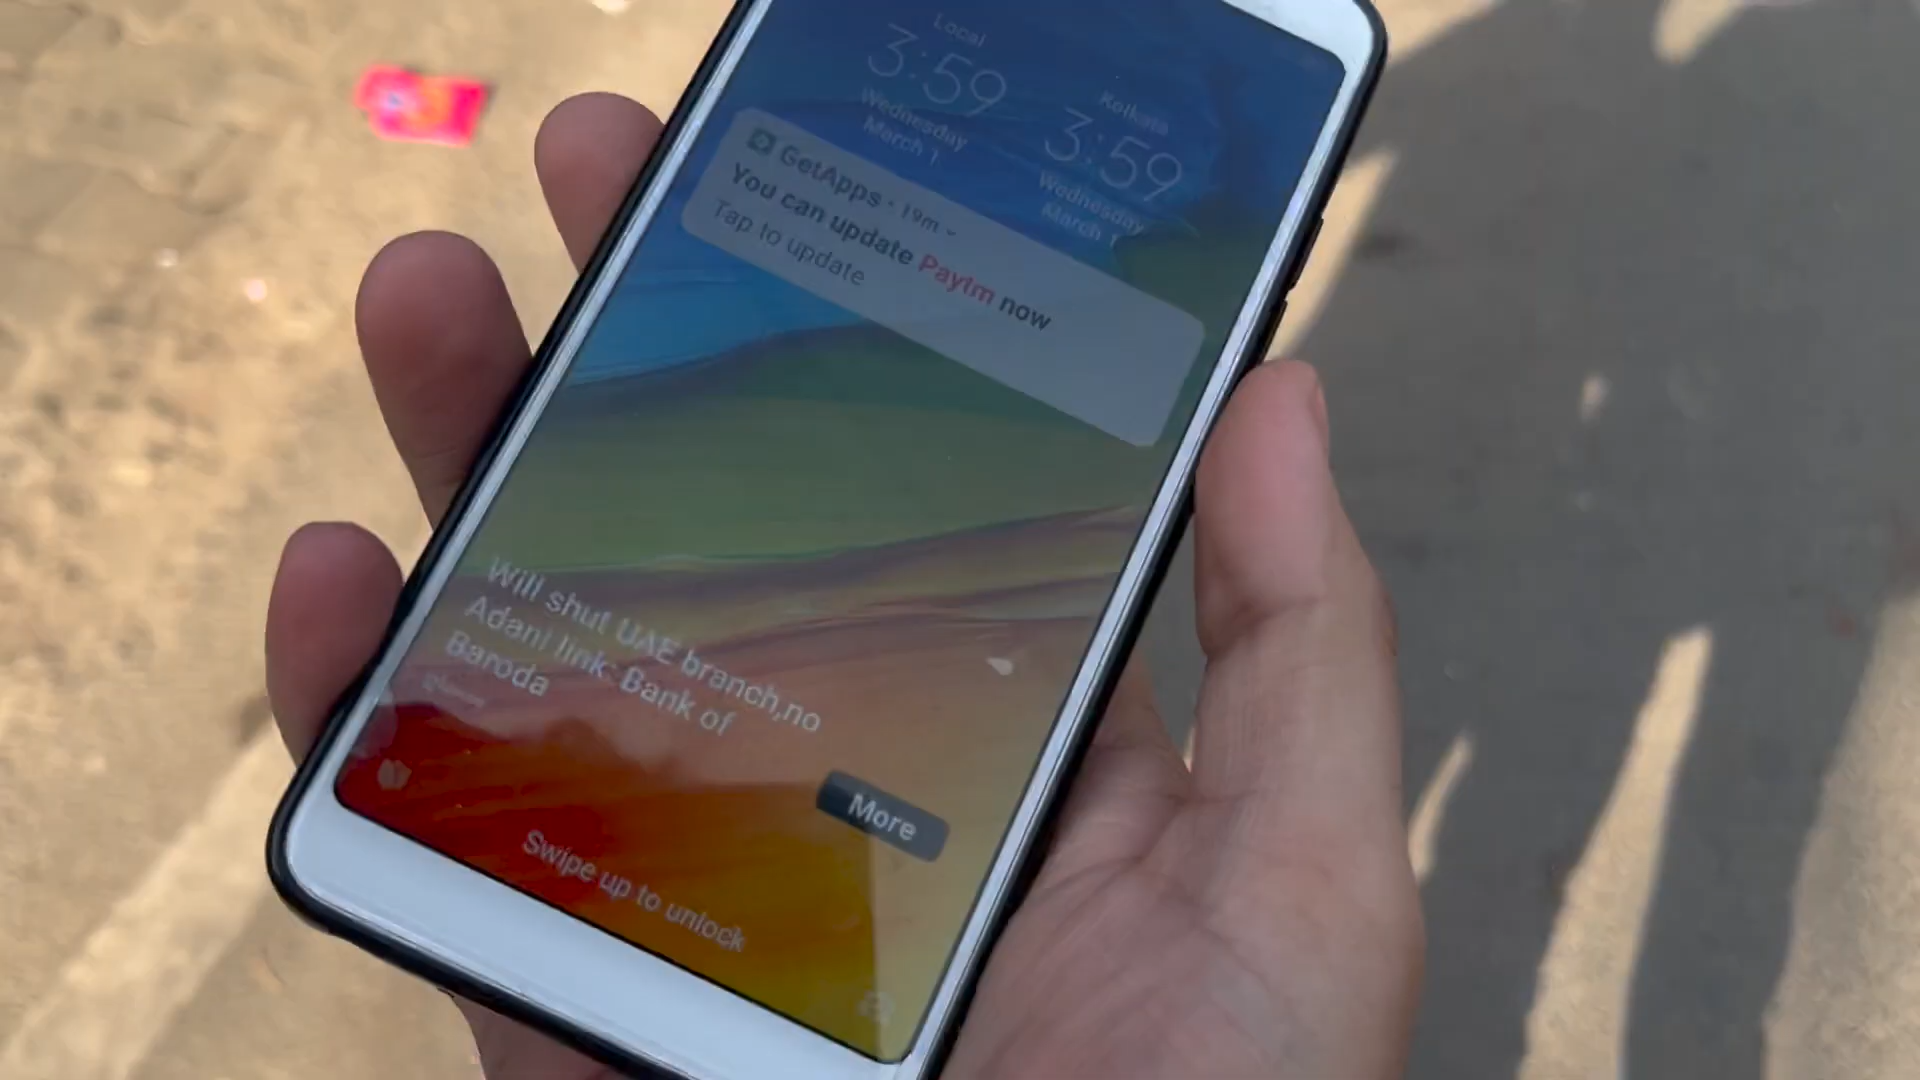 Local
3:59
Wednesday
March 1
Kolkata
3:59
Wednesday
March 1
GetApps · 19m
You can update Paytm now
Tap to update
Will shut UAE branch,no
Adani link: Bank of
Baroda
More
Swipe up to unlock